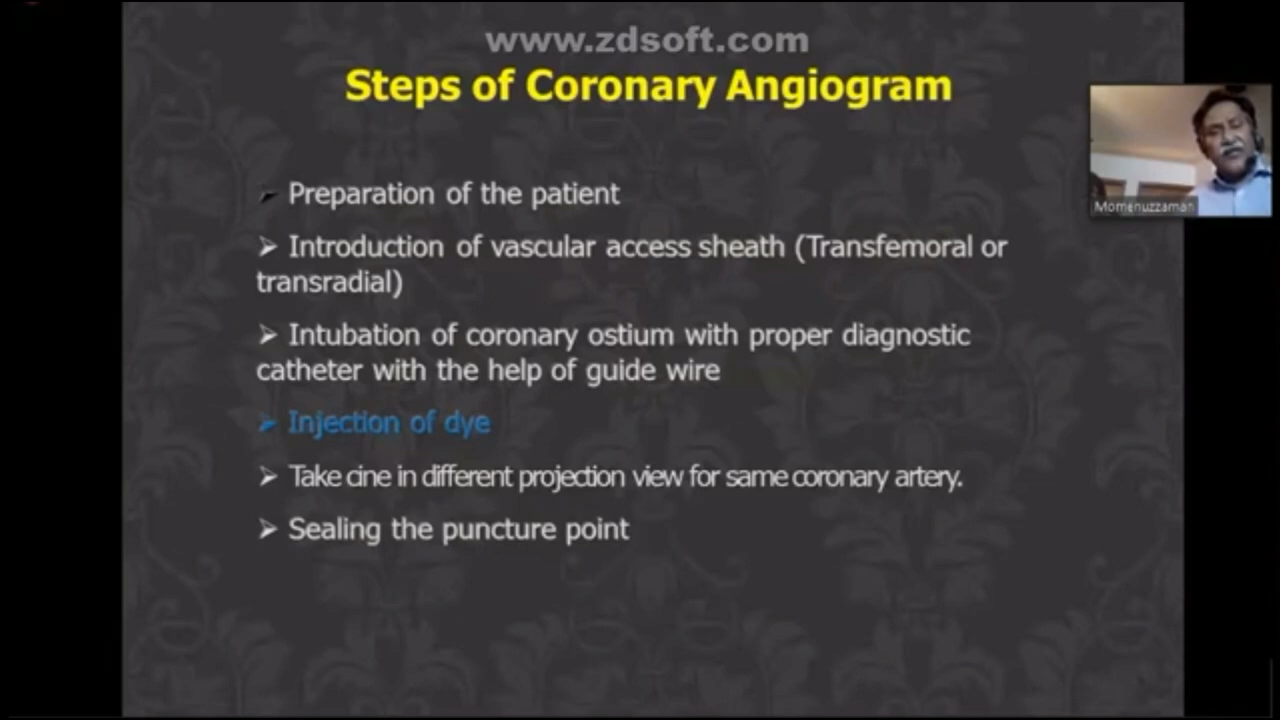 www.zdsoft.com
Steps of Coronary Angiogram
➤ Preparation of the patient
➤ Introduction of vascular access sheath (Transfemoral or
transradial)
➤ Intubation of coronary ostium with proper diagnostic
catheter with the help of guide wire
➤ Injection of dye
➤ Take cine in different projection view for same coronary artery.
➤ Sealing the puncture point
Momenuzzaman